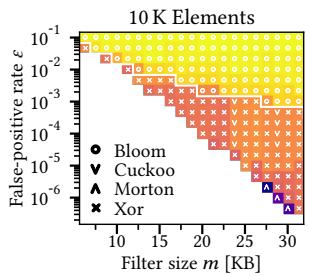 10 K Elements
False-positive rate ε
10⁻¹
10⁻²
10⁻³
10⁻⁴
10⁻⁵
10⁻⁶
Bloom
Cuckoo
Morton
Xor
10 15 20 25 30
Filter size m [KB]